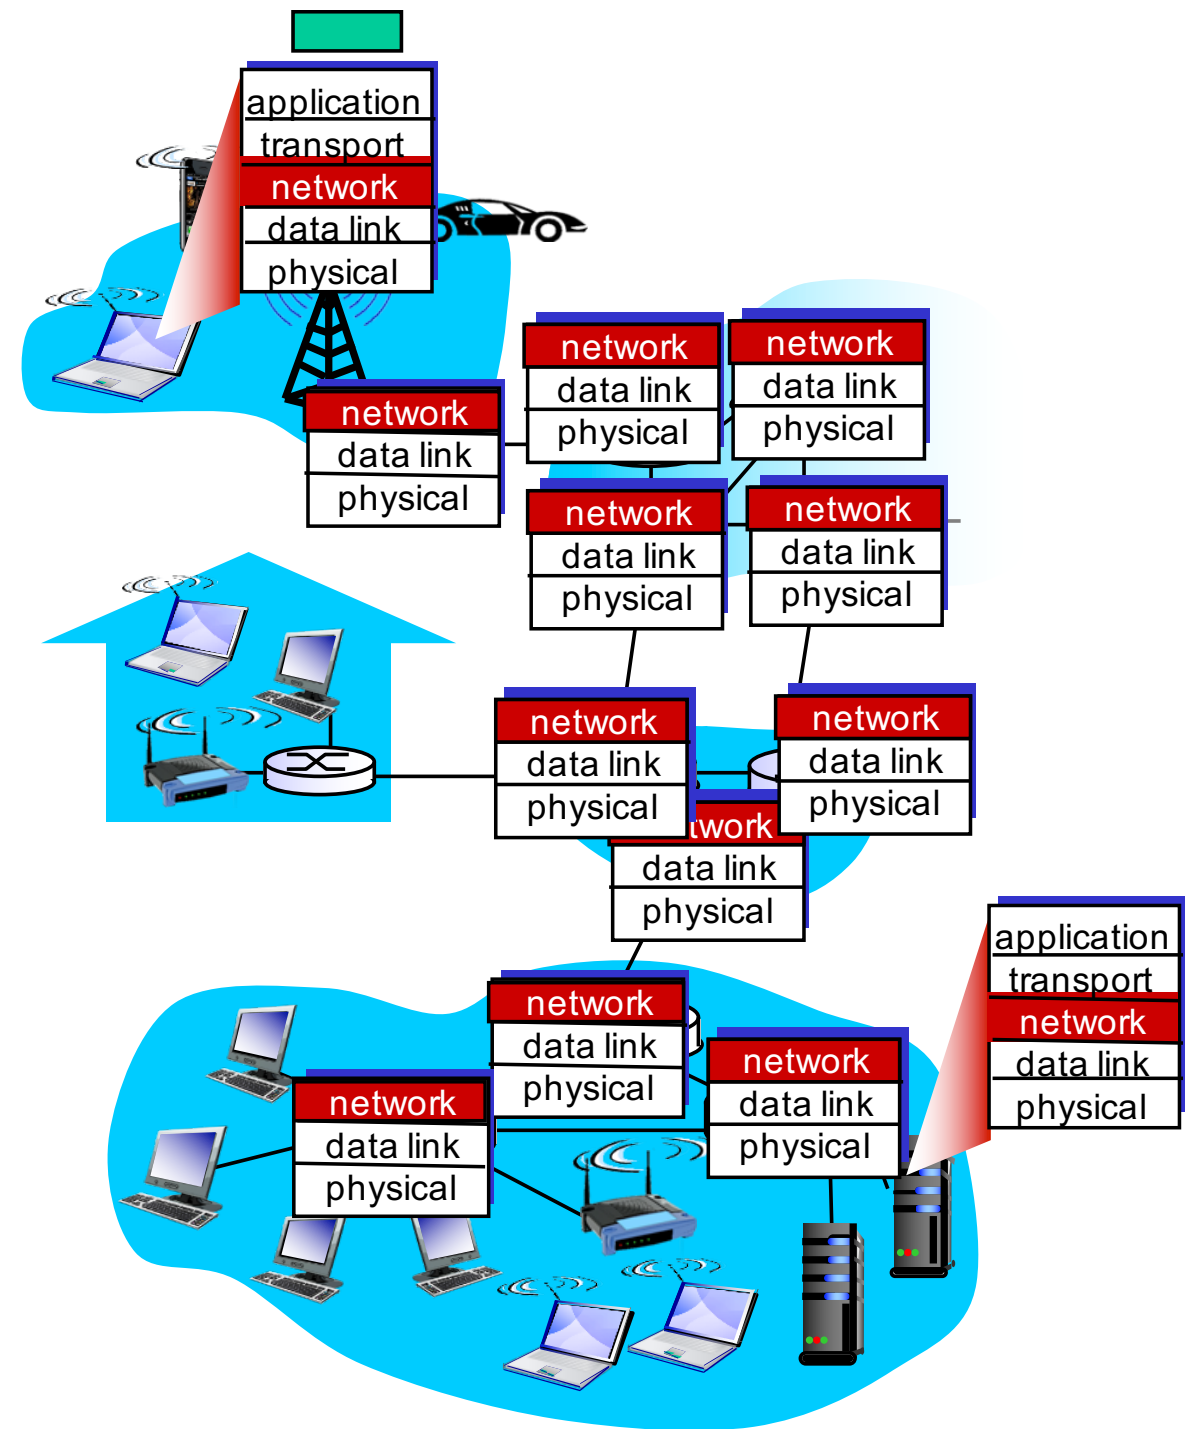 application
transport
network
data link
physical
network
data link
physical
network
data link
physical
network
data link
physical
network
data link
physical
network
data link
physical
network
data link
physical
network
data link
physical
twork
data link
physical
application
transport
network
data link
physical
network
data link
physical
network
data link
physical
network
data link
physical